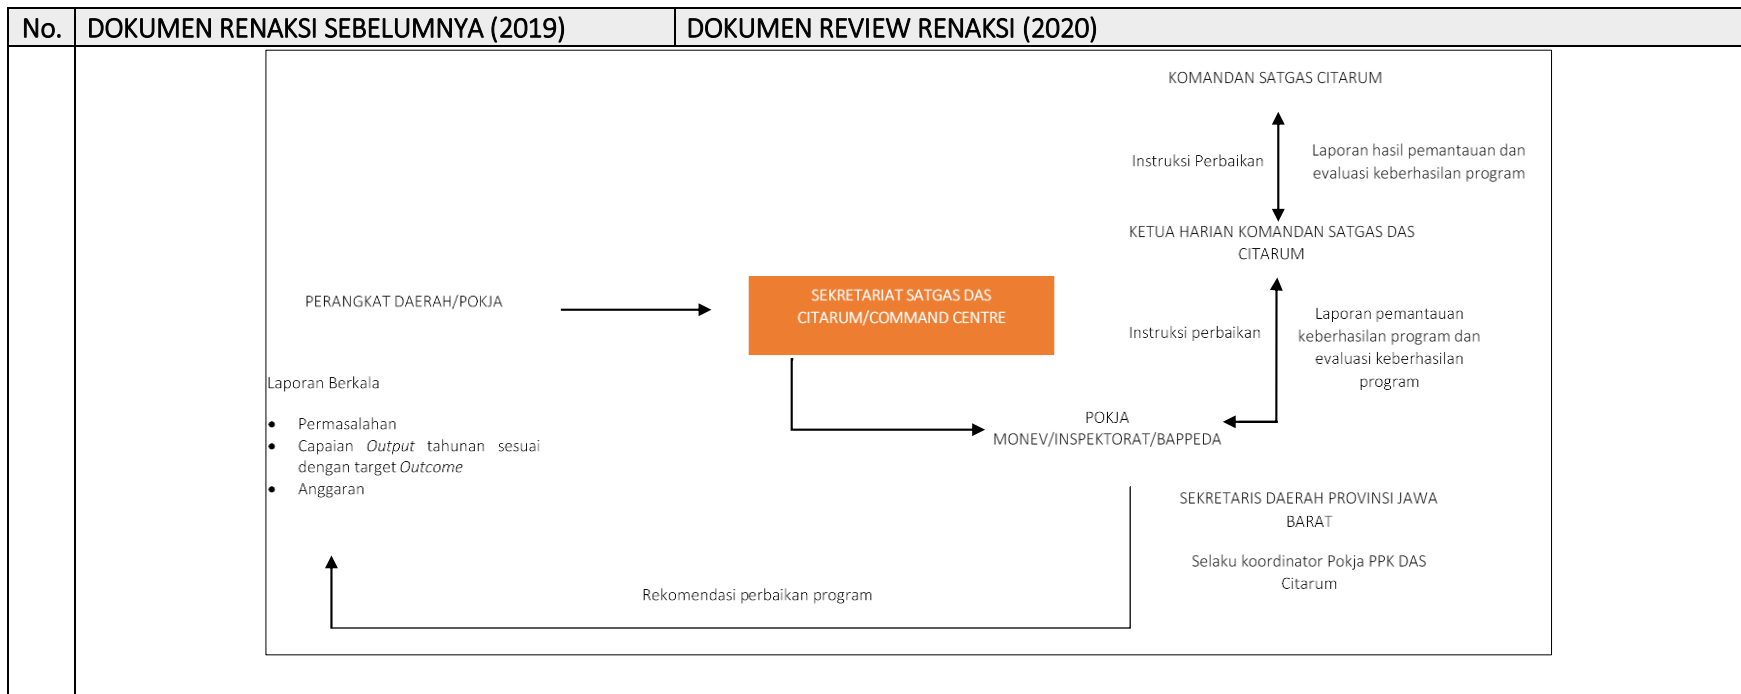 No.
DOKUMEN RENAKSI SEBELUMNYA (2019)
DOKUMEN REVIEW RENAKSI (2020)
KOMANDAN SATGAS CITARUM
Instruksi Perbaikan
Laporan hasil pemantauan dan
evaluasi keberhasilan program
KETUA HARIAN KOMANDAN SATGAS DAS
CITARUM
PERANGKAT DAERAH/POKJA
SEKRETARIAT SATGAS DAS
CITARUM/COMMAND CENTRE
Instruksi perbaikan
Laporan pemantauan
keberhasilan program dan
evaluasi keberhasilan
program
Laporan Berkala
• Permasalahan
• Capaian Output tahunan sesuai
dengan target Outcome
• Anggaran
POKJA
MONEV/INSPEKTORAT/BAPPEDA
SEKRETARIS DAERAH PROVINSI JAWA
BARAT
Selaku koordinator Pokja PPK DAS
Citarum
Rekomendasi perbaikan program